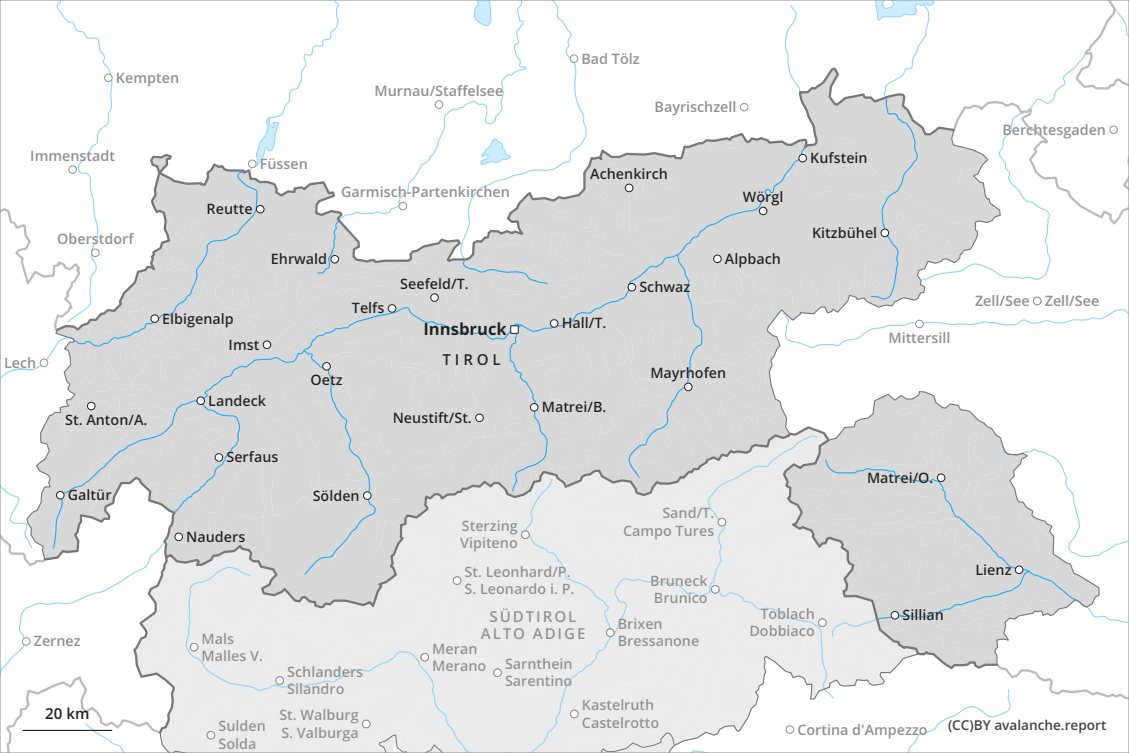 Kempten
Bad Tölz
Murnau/Staffelsee
Bayrischzell
Berchtesgaden
Immenstadt
Füssen
Kufstein
Achenkirch
Garmisch-Partenkirchen
Wörgl
Reutte
Kitzbühel
Oberstdorf
Ehrwald
Alpbach
Seefeld/T.
Schwaz
Zell/See
Zell/See
Telfs
Elbigenalp
Innsbruck
Hall/T.
Mittersill
Imst
TIROL
Lech
Oetz
Mayrhofen
Landeck
Matrei/B.
St. Anton/A.
Neustift/St.
Serfaus
Matrei/O.
Galtür
Sölden
Sand/T.
Campo Tures
Sterzing
Vipiteno
Nauders
St. Leonhard/P.
S. Leonardo i. P.
Lienz
Bruneck
Brunico
SÜDTIROL
ALTO ADIGE
Toblach
Dobbiaco
Sillian
Brixen
Bressanone
Zernez
Mals
Malles V.
Meran
Merano
Sarnthein
Sarentino
Schlanders
Silandro
Kastelruth
Castelrotto
20 km
St. Walburg
S. Valburga
Sulden
Solda
Cortina d'Ampezzo
(CC)BY avalanche.report